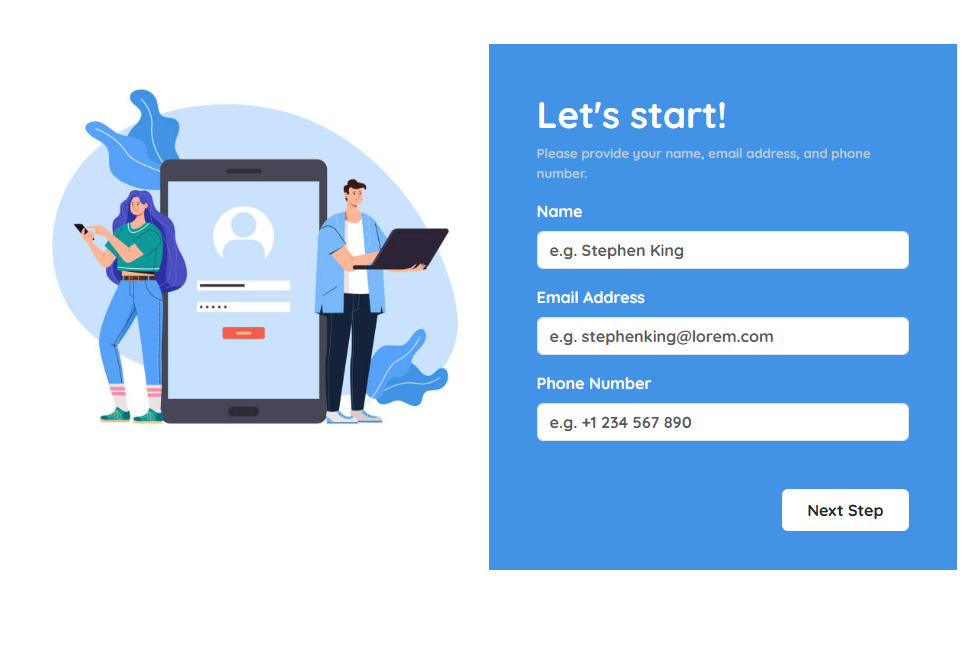 Let's start!
Please provide your name, email address, and phone
number.
Name
e.g. Stephen King
Email Address
e.g. stephenking@lorem.com
Phone Number
e.g. +1 234 567 890
Next Step